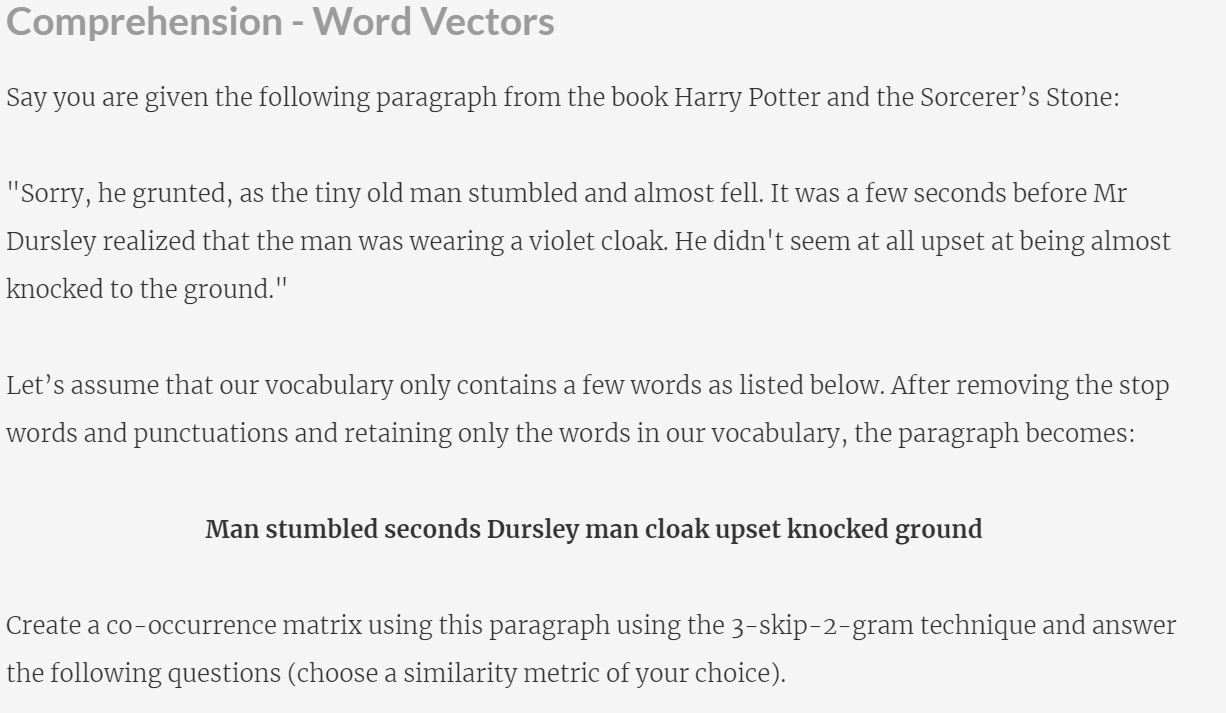 Comprehension - Word Vectors
Say you are given the following paragraph from the book Harry Potter and the Sorcerer’s Stone:
"Sorry, he grunted, as the tiny old man stumbled and almost fell. It was a few seconds before Mr
Dursley realized that the man was wearing a violet cloak. He didn't seem at all upset at being almost
knocked to the ground."
Let’s assume that our vocabulary only contains a few words as listed below. After removing the stop
words and punctuations and retaining only the words in our vocabulary, the paragraph becomes:
Man stumbled seconds Dursley man cloak upset knocked ground
Create a co-occurrence matrix using this paragraph using the 3-skip-2-gram technique and answer
the following questions (choose a similarity metric of your choice).